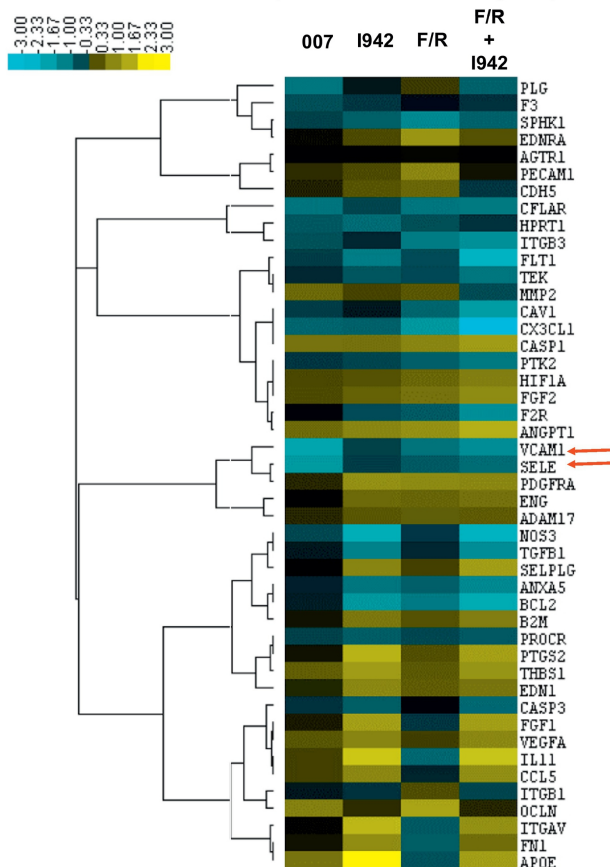 3.00
2.33
1.67
1.00
0.33
0.33
1.00
1.67
2.33
3.00
007 I942 F/R F/R + I942
PLG
F3
SPHK1
EDNRA
AGTR1
PECAM1
CDH5
CFLAR
HPRT1
ITGB3
FLT1
TEK
MMP2
CAV1
CX3CL1
CASP1
PTK2
HIF1A
FGF2
F2R
ANGPT1
VCAM1
SELE
PDGFRA
ENG
ADAM17
NOS3
TGFB1
SELPLG
ANXA5
BCL2
B2M
PROCR
PTGS2
THBS1
EDN1
CASP3
FGF1
VEGFA
IL11
CCL5
ITGB1
OCLN
ITGAV
FN1
APOE